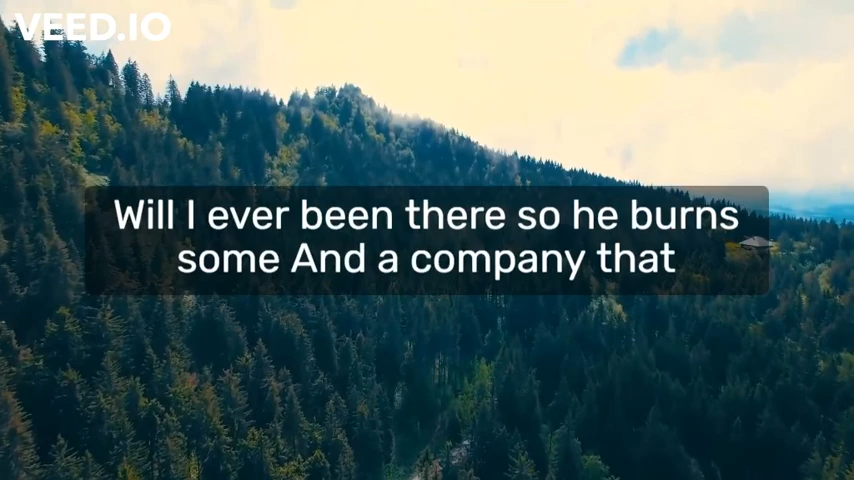 VEED.IO
Will I ever been there so he burns
some And a company that